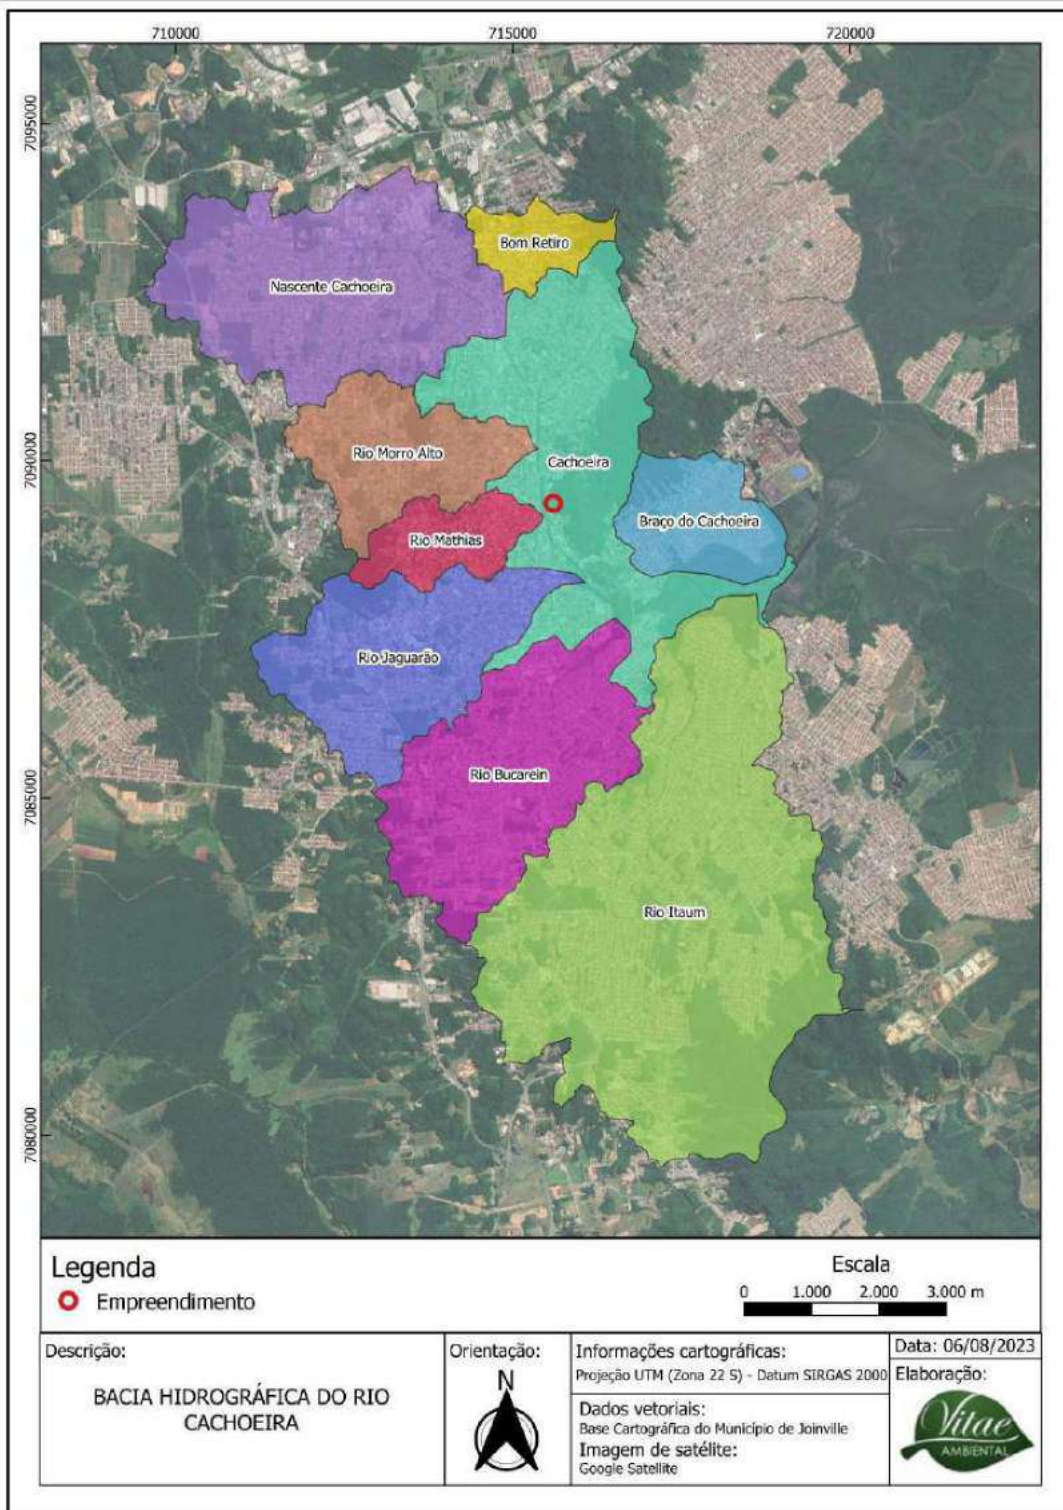 710000 715000 720000
7095000
7090000
7085000
7080000
Bom Retiro
Nascente Cachoeira
Rio Morro Alto
Cachoeira
Braço do Cachoeira
Rio Mathias
Rio Jaguarão
Rio Bucarein
Rio Itaum
Legenda
Empreendimento
Escala
0 1.000 2.000 3.000 m
Descrição:
BACIA HIDROGRÁFICA DO RIO
CACHOEIRA
Orientação:
N
Informações cartográficas:
Projeção UTM (Zona 22 S) - Datum SIRGAS 2000
Dados vetoriais:
Base Cartográfica do Município de Joinville
Imagem de satélite:
Google Satellite
Data: 06/08/2023
Elaboração:
Vitae
AMBIENTAL